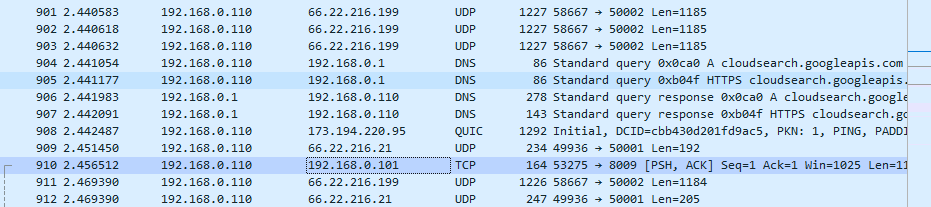 901 2.440583 192.168.0.110 66.22.216.199 UDP 1227 58667 → 50002 Len=1185
902 2.440618 192.168.0.110 66.22.216.199 UDP 1227 58667 → 50002 Len=1185
903 2.440632 192.168.0.110 66.22.216.199 UDP 1227 58667 → 50002 Len=1185
904 2.441054 192.168.0.110 192.168.0.1 DNS 86 Standard query 0x0ca0 A cloudsearch.googleapis.com
905 2.441177 192.168.0.110 192.168.0.1 DNS 86 Standard query 0xb04f HTTPS cloudsearch.googleapis.
906 2.441983 192.168.0.1 192.168.0.110 DNS 278 Standard query response 0x0ca0 A cloudsearch.google
907 2.442091 192.168.0.1 192.168.0.110 DNS 143 Standard query response 0xb04f HTTPS cloudsearch.go
908 2.442487 192.168.0.110 173.194.220.95 QUIC 1292 Initial, DCID=cbb430d201fd9ac5, PKN: 1, PING, PADDI
909 2.451450 192.168.0.110 66.22.216.21 UDP 234 49936 → 50001 Len=192
910 2.456512 192.168.0.110 192.168.0.101 TCP 164 53275 → 8009 [PSH, ACK] Seq=1 Ack=1 Win=1025 Len=11
911 2.469390 192.168.0.110 66.22.216.199 UDP 1226 58667 → 50002 Len=1184
912 2.469390 192.168.0.110 66.22.216.21 UDP 247 49936 → 50001 Len=205